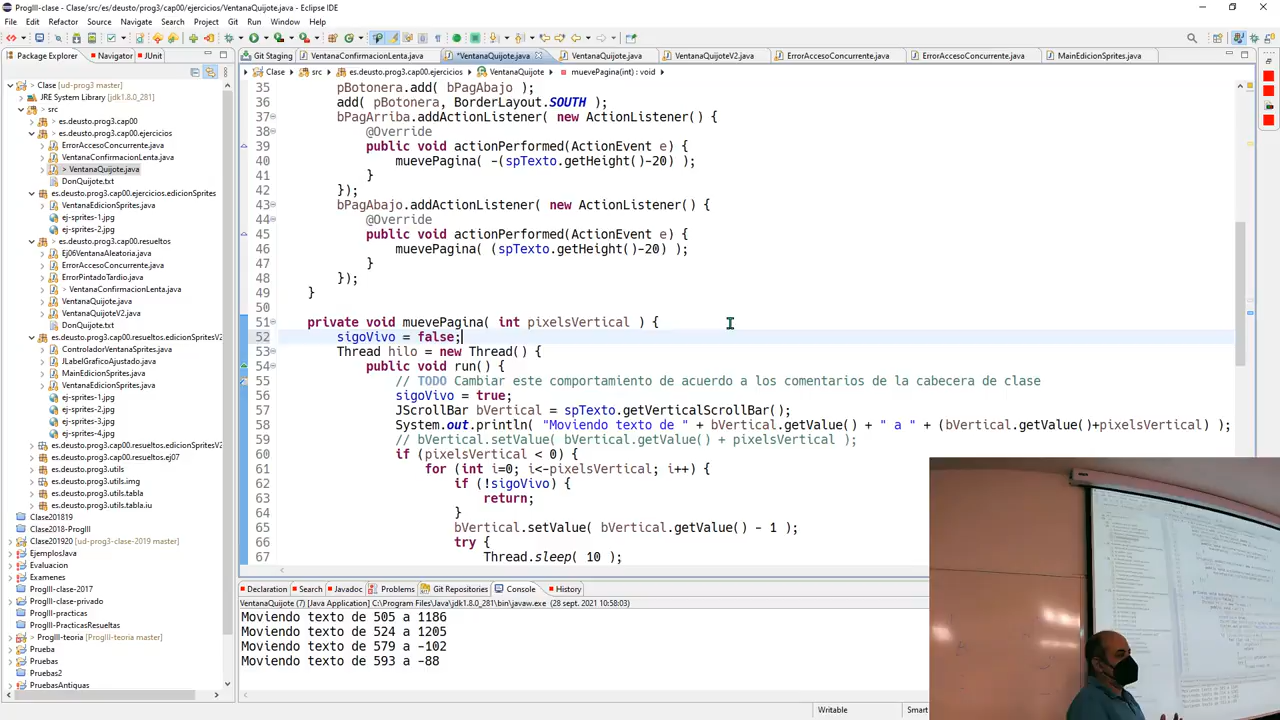 ProgIII-clase - Clase/src/es/deusto/prog3/cap00/ejercicios/VentanaQuijote.java - Eclipse IDE
File Edit Refactor Source Navigate Search Project Git Run Window Help
Package Explorer Navigator JUnit
Git Staging VentanaConfirmacionLenta.java *VentanaQuijote.java VentanaQuijote.java VentanaQuijoteV2.java ErrorAccesoConcurrente.java ErrorAccesoConcurrente.java MainEdicionSprites.java
Clase src es.deusto.prog3.cap00.ejercicios VentanaQuijote muevePagina(int) : void
Clase [ud-prog3 master]
JRE System Library [jdk1.8.0_281]
src
es.deusto.prog3.cap00
es.deusto.prog3.cap00.ejercicios
ErrorAccesoConcurrente.java
VentanaConfirmacionLenta.java
> VentanaQuijote.java
DonQuijote.txt
es.deusto.prog3.cap00.ejercicios.edicionSprites
VentanaEdicionSprites.java
ej-sprites-1.jpg
ej-sprites-2.jpg
es.deusto.prog3.cap00.resueltos
Ej06VentanaAleatoria.java
ErrorAccesoConcurrente.java
ErrorPintadoTardio.java
> VentanaConfirmacionLenta.java
VentanaQuijote.java
VentanaQuijoteV2.java
DonQuijote.txt
es.deusto.prog3.cap00.resueltos.edicionSpritesV2
ControladorVentanaSprites.java
JLabelGraficoAjustado.java
MainEdicionSprites.java
VentanaEdicionSprites.java
ej-sprites-1.jpg
ej-sprites-2.jpg
ej-sprites-3.jpg
ej-sprites-4.jpg
es.deusto.prog3.cap00.resueltos.edicionSpritesV2
es.deusto.prog3.cap00.resueltos.ej07
es.deusto.prog3.utils
es.deusto.prog3.utils.img
es.deusto.prog3.utils.tabla
es.deusto.prog3.utils.tabla.iu
Clase201819
Clase2018-ProgIII
Clase201920 [ud-prog3-clase-2019 master]
EjemplosJava
Evaluacion
Examenes
ProgIII-clase-2017
ProgIII-clase-privado
ProgIII-practicas
ProgIII-PracticasResueltas
> ProgIII-teoria [ProgIII-teoria master]
Prueba
Pruebas
Pruebas2
PruebasAntiguas
35 pBotonera.add( bPagAbajo );
36 add( pBotonera, BorderLayout.SOUTH );
37 bPagArriba.addActionListener( new ActionListener() {
38 @Override
39 public void actionPerformed(ActionEvent e) {
40 muevePagina( -(spTexto.getHeight()-20) );
41 }
42 });
43 bPagAbajo.addActionListener( new ActionListener() {
44 @Override
45 public void actionPerformed(ActionEvent e) {
46 muevePagina( (spTexto.getHeight()-20) );
47 }
48 });
49 }
50
51 private void muevePagina( int pixelsVertical ) {
52 sigoVivo = false;
53 Thread hilo = new Thread() {
54 public void run() {
55 // TODO Cambiar este comportamiento de acuerdo a los comentarios de la cabecera de clase
56 sigoVivo = true;
57 JScrollBar bVertical = spTexto.getVerticalScrollBar();
58 System.out.println( "Moviendo texto de " + bVertical.getValue() + " a " + (bVertical.getValue()+pixelsVertical) );
59 // bVertical.setValue( bVertical.getValue() + pixelsVertical );
60 if (pixelsVertical < 0) {
61 for (int i=0; i<-pixelsVertical; i++) {
62 if (!sigoVivo) {
63 return;
64 }
65 bVertical.setValue( bVertical.getValue() - 1 );
66 try {
67 Thread.sleep( 10 );
Declaration Search Javadoc Problems Git Repositories Console History
VentanaQuijote (7) [Java Application] C:\Program Files\Java\jdk1.8.0_281\bin\javaw.exe (28 sept. 2021 10:58:03)
Moviendo texto de 505 a 1186
Moviendo texto de 524 a 1205
Moviendo texto de 579 a -102
Moviendo texto de 593 a -88
Writable Smart